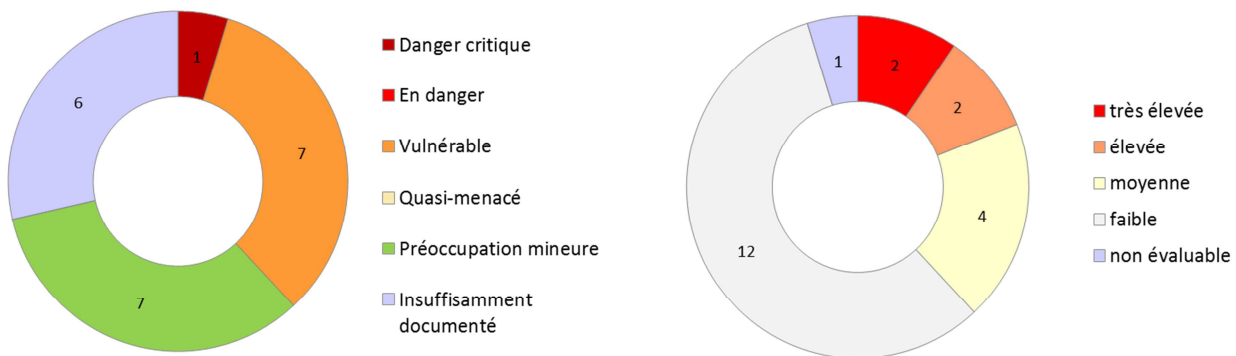 1
7
7
6
Danger critique
En danger
Vulnérable
Quasi-menacé
Préoccupation mineure
Insuffisamment
documenté
2
2
4
12
1
très élevée
élevée
moyenne
faible
non évaluable